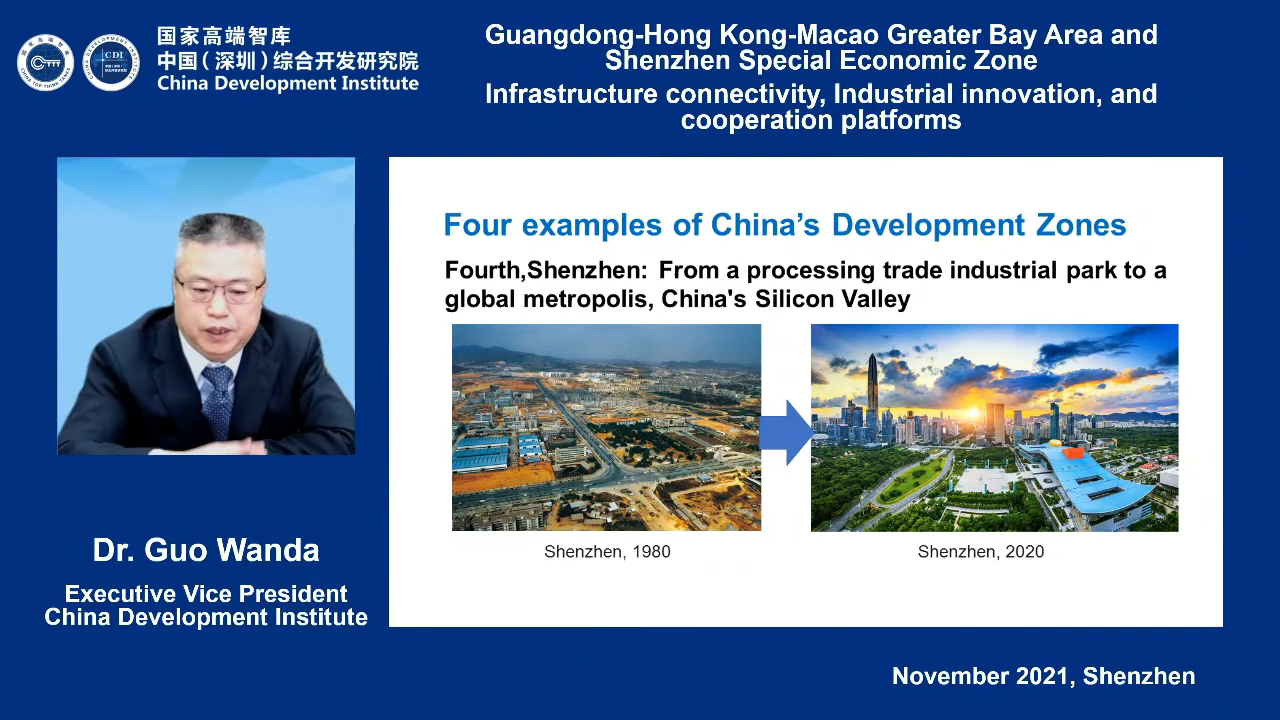 国家高端智库
中国（深圳）综合开发研究院
China Development Institute
CDI
Guangdong-Hong Kong-Macao Greater Bay Area and
Shenzhen Special Economic Zone
Infrastructure connectivity, Industrial innovation, and
cooperation platforms
Four examples of China’s Development Zones
Fourth,Shenzhen: From a processing trade industrial park to a
global metropolis, China's Silicon Valley
Shenzhen, 1980
Shenzhen, 2020
Dr. Guo Wanda
Executive Vice President
China Development Institute
November 2021, Shenzhen